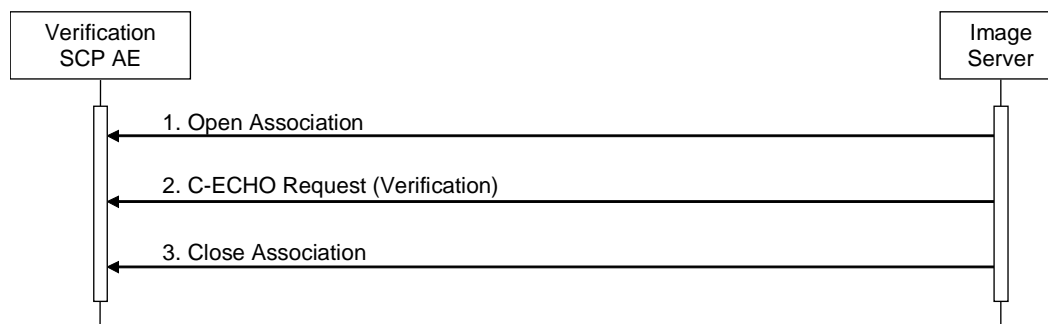 Verification
SCP AE
Image
Server
1. Open Association
2. C-ECHO Request (Verification)
3. Close Association